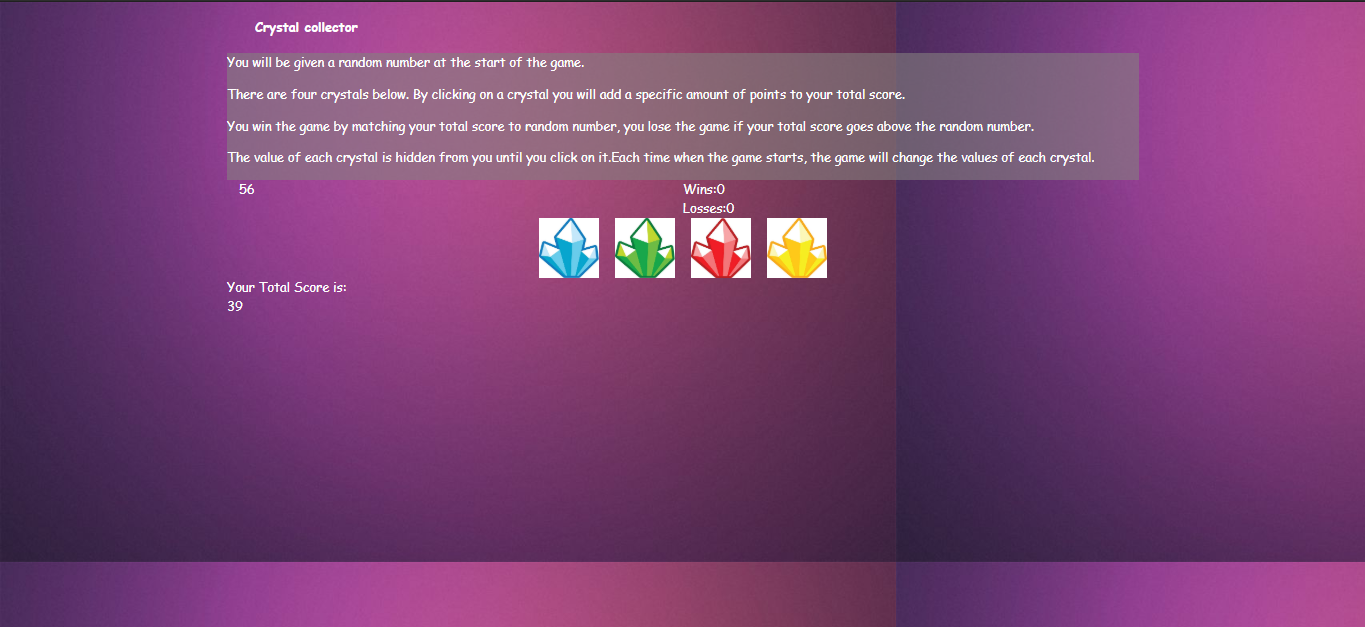 Crystal collector
You will be given a random number at the start of the game.
There are four crystals below. By clicking on a crystal you will add a specific amount of points to your total score.
You win the game by matching your total score to random number, you lose the game if your total score goes above the random number.
The value of each crystal is hidden from you until you click on it.Each time when the game starts, the game will change the values of each crystal.
56
Wins:0
Losses:0
Your Total Score is:
39